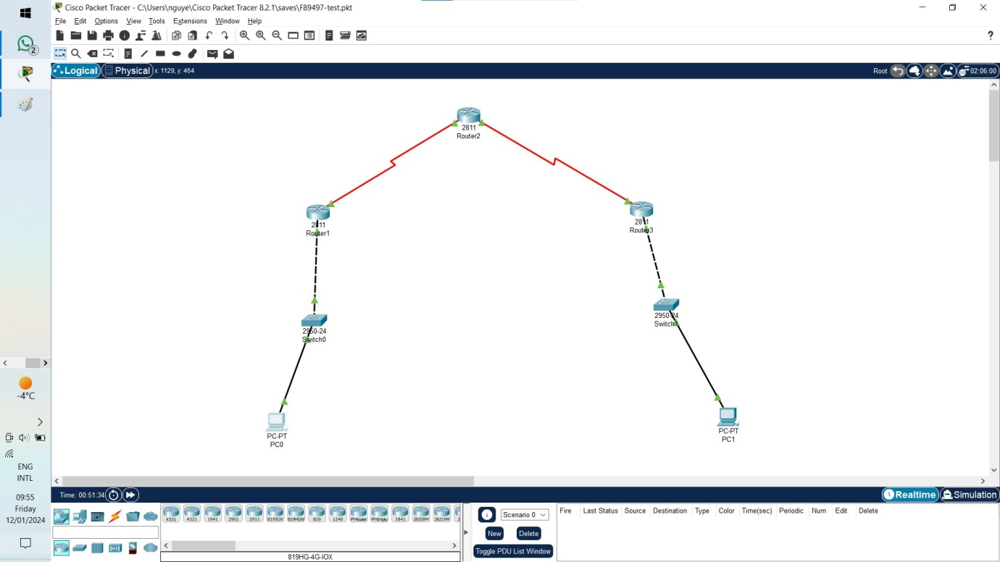 Cisco Packet Tracer - C:\Users\nguye\Cisco Packet Tracer 8.2.1\saves\F89497-test.pkt
File Edit Options View Tools Extensions Window Help
?
Logical Physical x: 1129, y: 464 Root 02:06:00
2
2811
Router2
2811
Router1
2811
Router3
2950-24
Switch0
2950-24
Switch1
PC-PT
PC0
PC-PT
PC1
-4°C
ENG
INTL
09:55
Friday
12/01/2024
Time: 00:51:34 Realtime Simulation
4331 4321 1941 2901 2911 819IOX 819HGW 829 1240 PT-Router PT-Empty 1841 2620XM 2621XM 2
819HG-4G-IOX
Scenario 0
New Delete
Toggle PDU List Window
Fire Last Status Source Destination Type Color Time(sec) Periodic Num Edit Delete